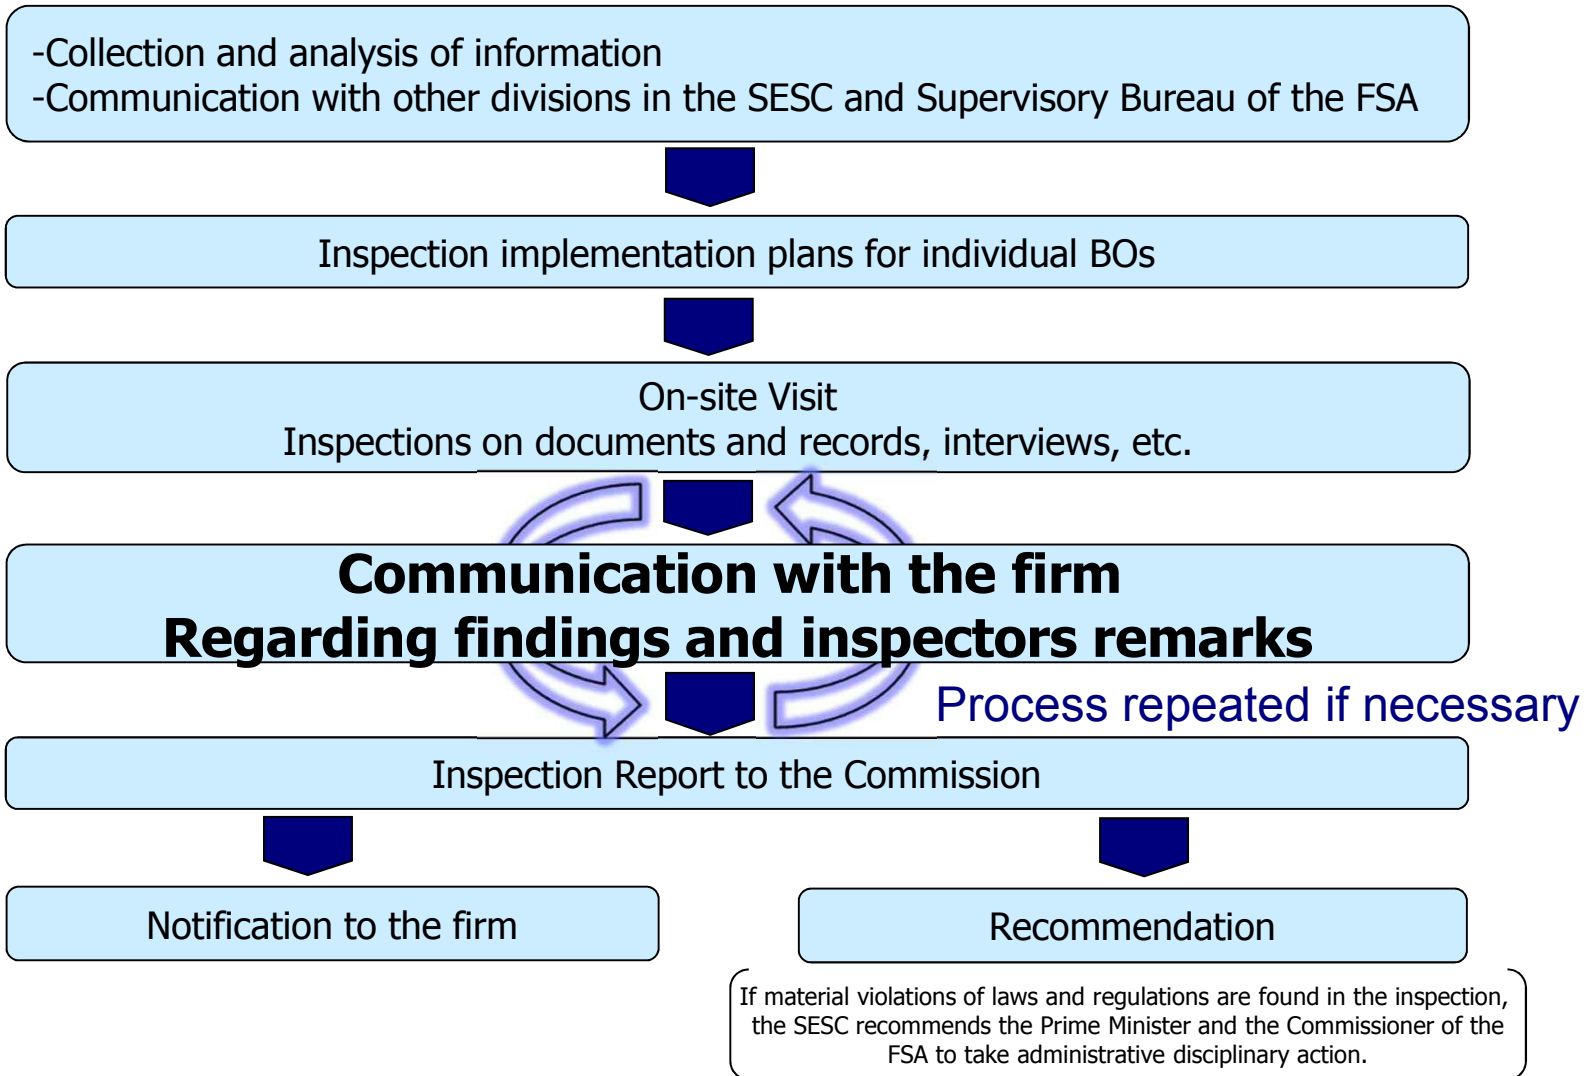 -Collection and analysis of information
-Communication with other divisions in the SESC and Supervisory Bureau of the FSA
Inspection implementation plans for individual BOs
On-site Visit
Inspections on documents and records, interviews, etc.
Communication with the firm
Regarding findings and inspectors remarks
Process repeated if necessary
Inspection Report to the Commission
Notification to the firm
Recommendation
If material violations of laws and regulations are found in the inspection,
the SESC recommends the Prime Minister and the Commissioner of the
FSA to take administrative disciplinary action.